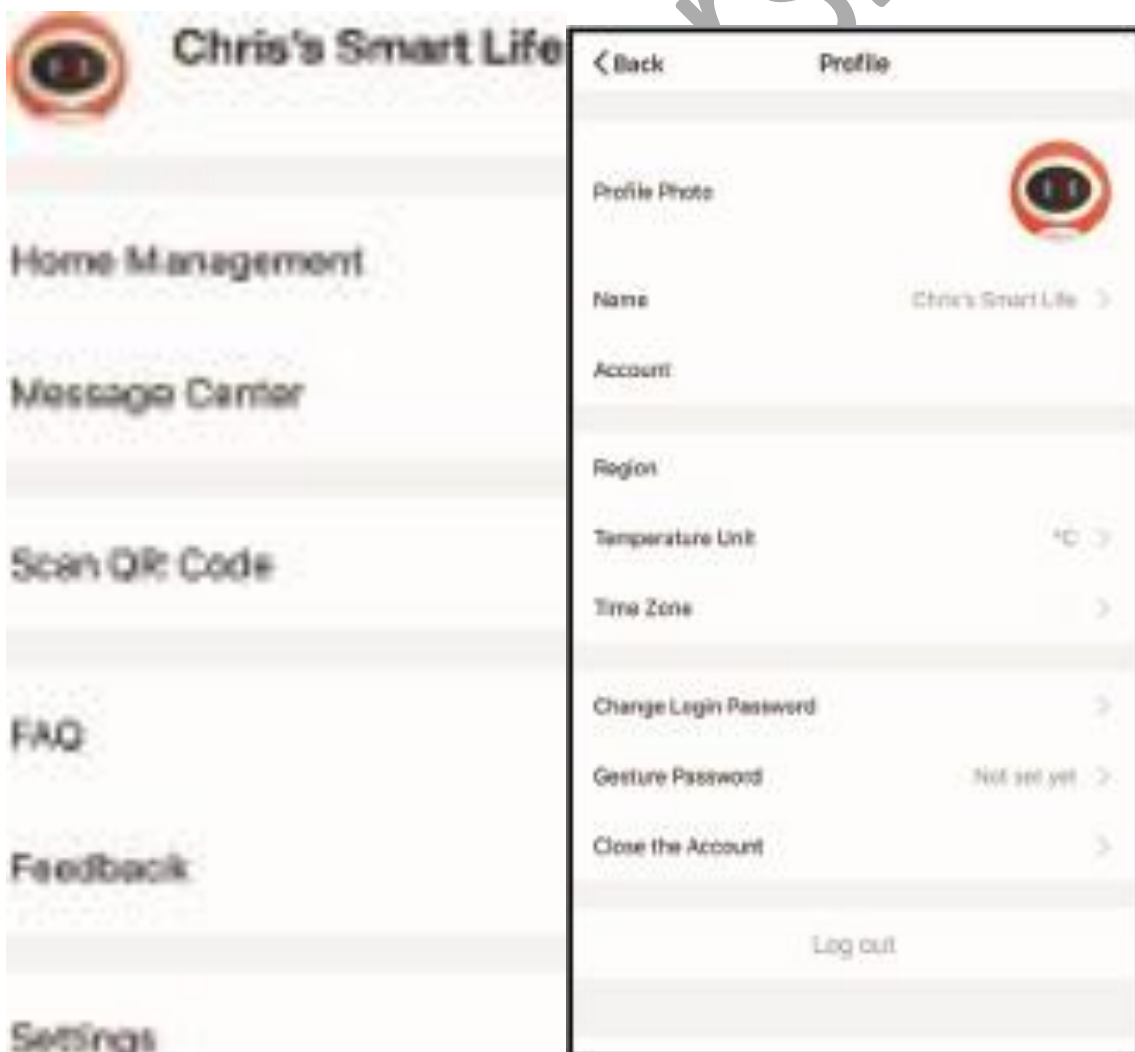 Chris's Smart Life
Home Management
Message Center
Scan QR Code
FAQ
Feedback
Settings
Back Profile
Profile Photo
Name Chris's Smart Life
Account
Region
Temperature Unit °C
Time Zone
Change Login Password
Gesture Password Not set yet
Close the Account
Log out